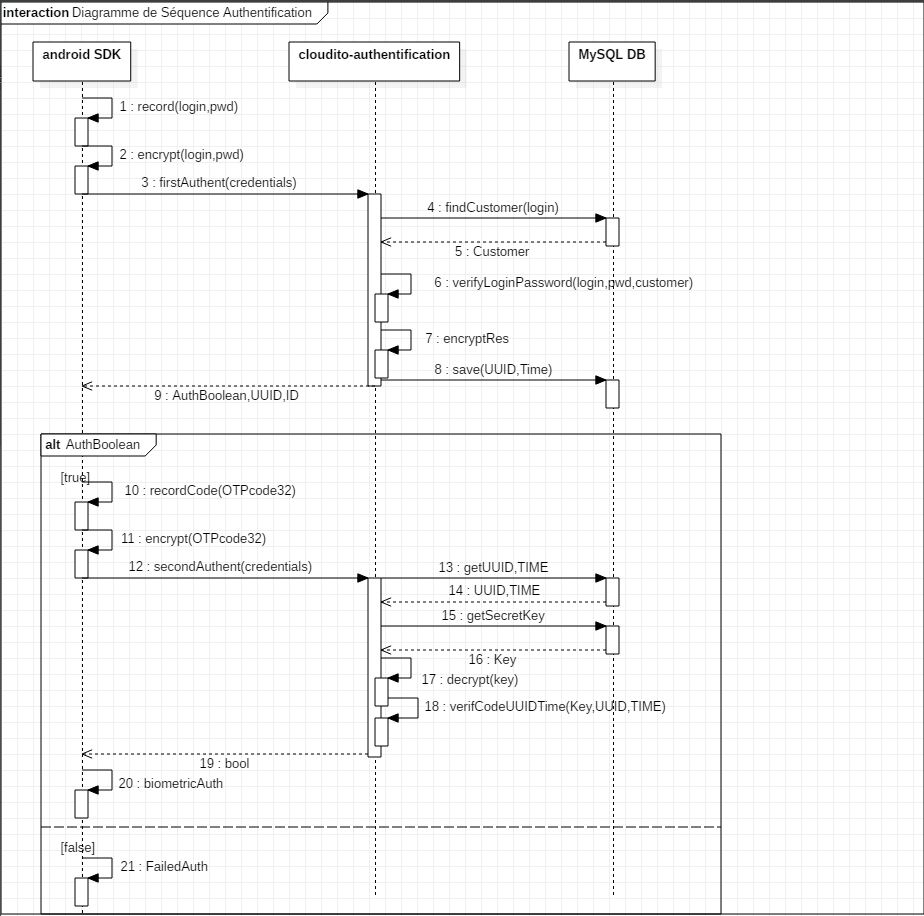 interaction Diagramme de Séquence Authentification
android SDK
cloudito-authentification
MySQL DB
1 : record(login,pwd)
2 : encrypt(login,pwd)
3 : firstAuthent(credentials)
4 : findCustomer(login)
5 : Customer
6 : verifyLoginPassword(login,pwd,customer)
7 : encryptRes
8 : save(UUID,Time)
9 : AuthBoolean,UUID,ID
alt AuthBoolean
[true]
10 : recordCode(OTPcode32)
11 : encrypt(OTPcode32)
12 : secondAuthent(credentials)
13 : getUUID,TIME
14 : UUID,TIME
15 : getSecretKey
16 : Key
17 : decrypt(key)
18 : verifCodeUUIDTime(Key,UUID,TIME)
19 : bool
20 : biometricAuth
[false]
21 : FailedAuth